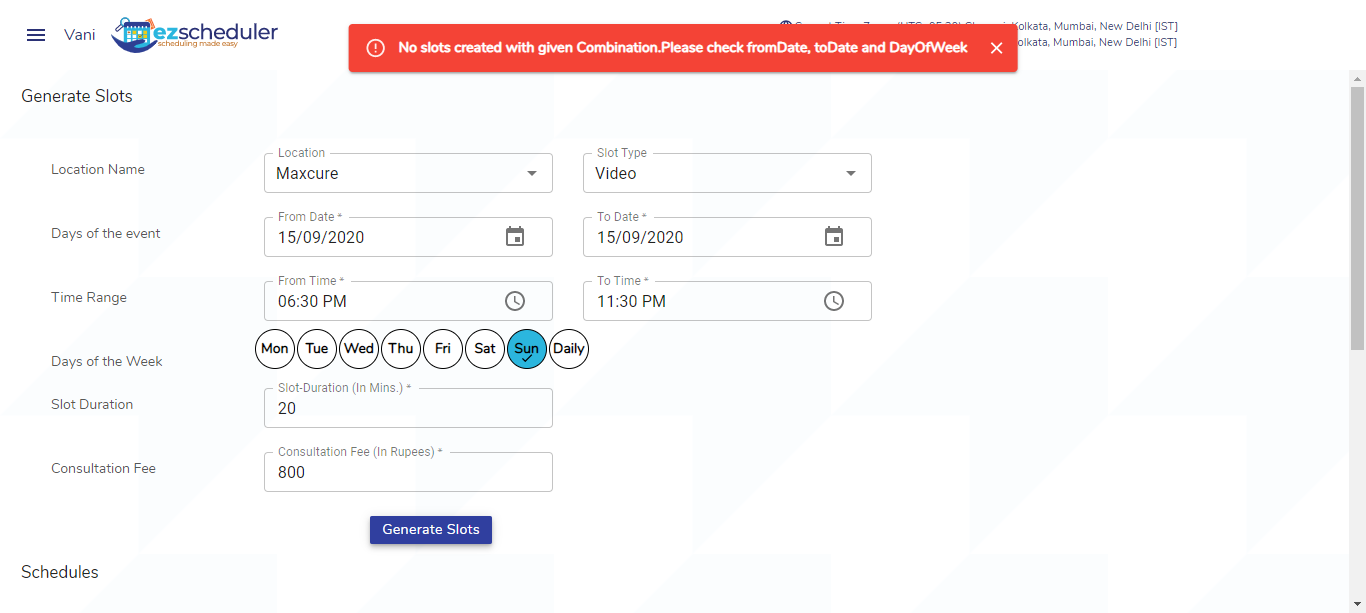 Vani
ezscheduler
scheduling made easy
Kolkata, Mumbai, New Delhi [IST]
Kolkata, Mumbai, New Delhi [IST]
No slots created with given Combination.Please check fromDate, toDate and DayOfWeek
Generate Slots
Location Name
Location
Maxcure
Slot Type
Video
Days of the event
From Date *
15/09/2020
To Date *
15/09/2020
Time Range
From Time *
06:30 PM
To Time *
11:30 PM
Days of the Week
Mon Tue Wed Thu Fri Sat Sun Daily
Slot Duration
Slot-Duration (In Mins.) *
20
Consultation Fee
Consultation Fee (In Rupees) *
800
Generate Slots
Schedules